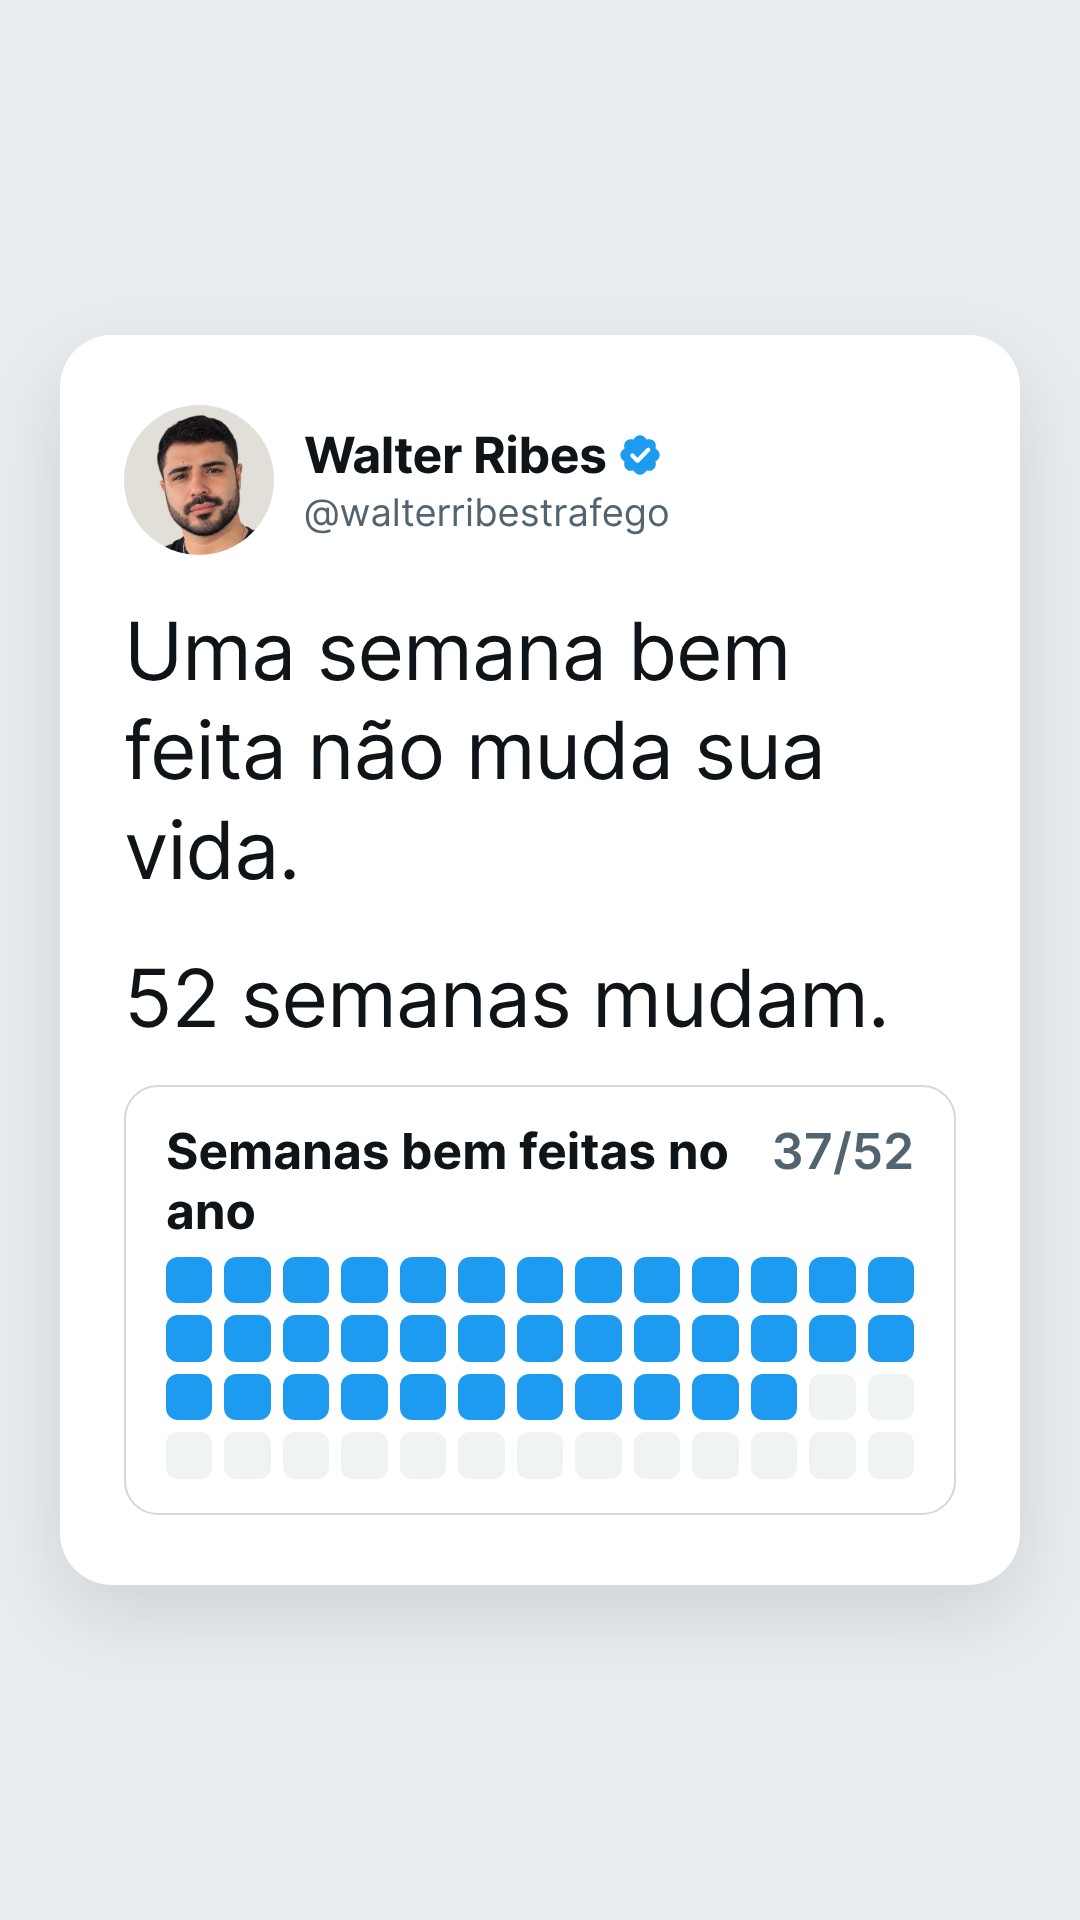 Walter Ribes
@walterribestrafego
Uma semana bem
feita não muda sua
vida.
52 semanas mudam.
Semanas bem feitas no 37/52
ano